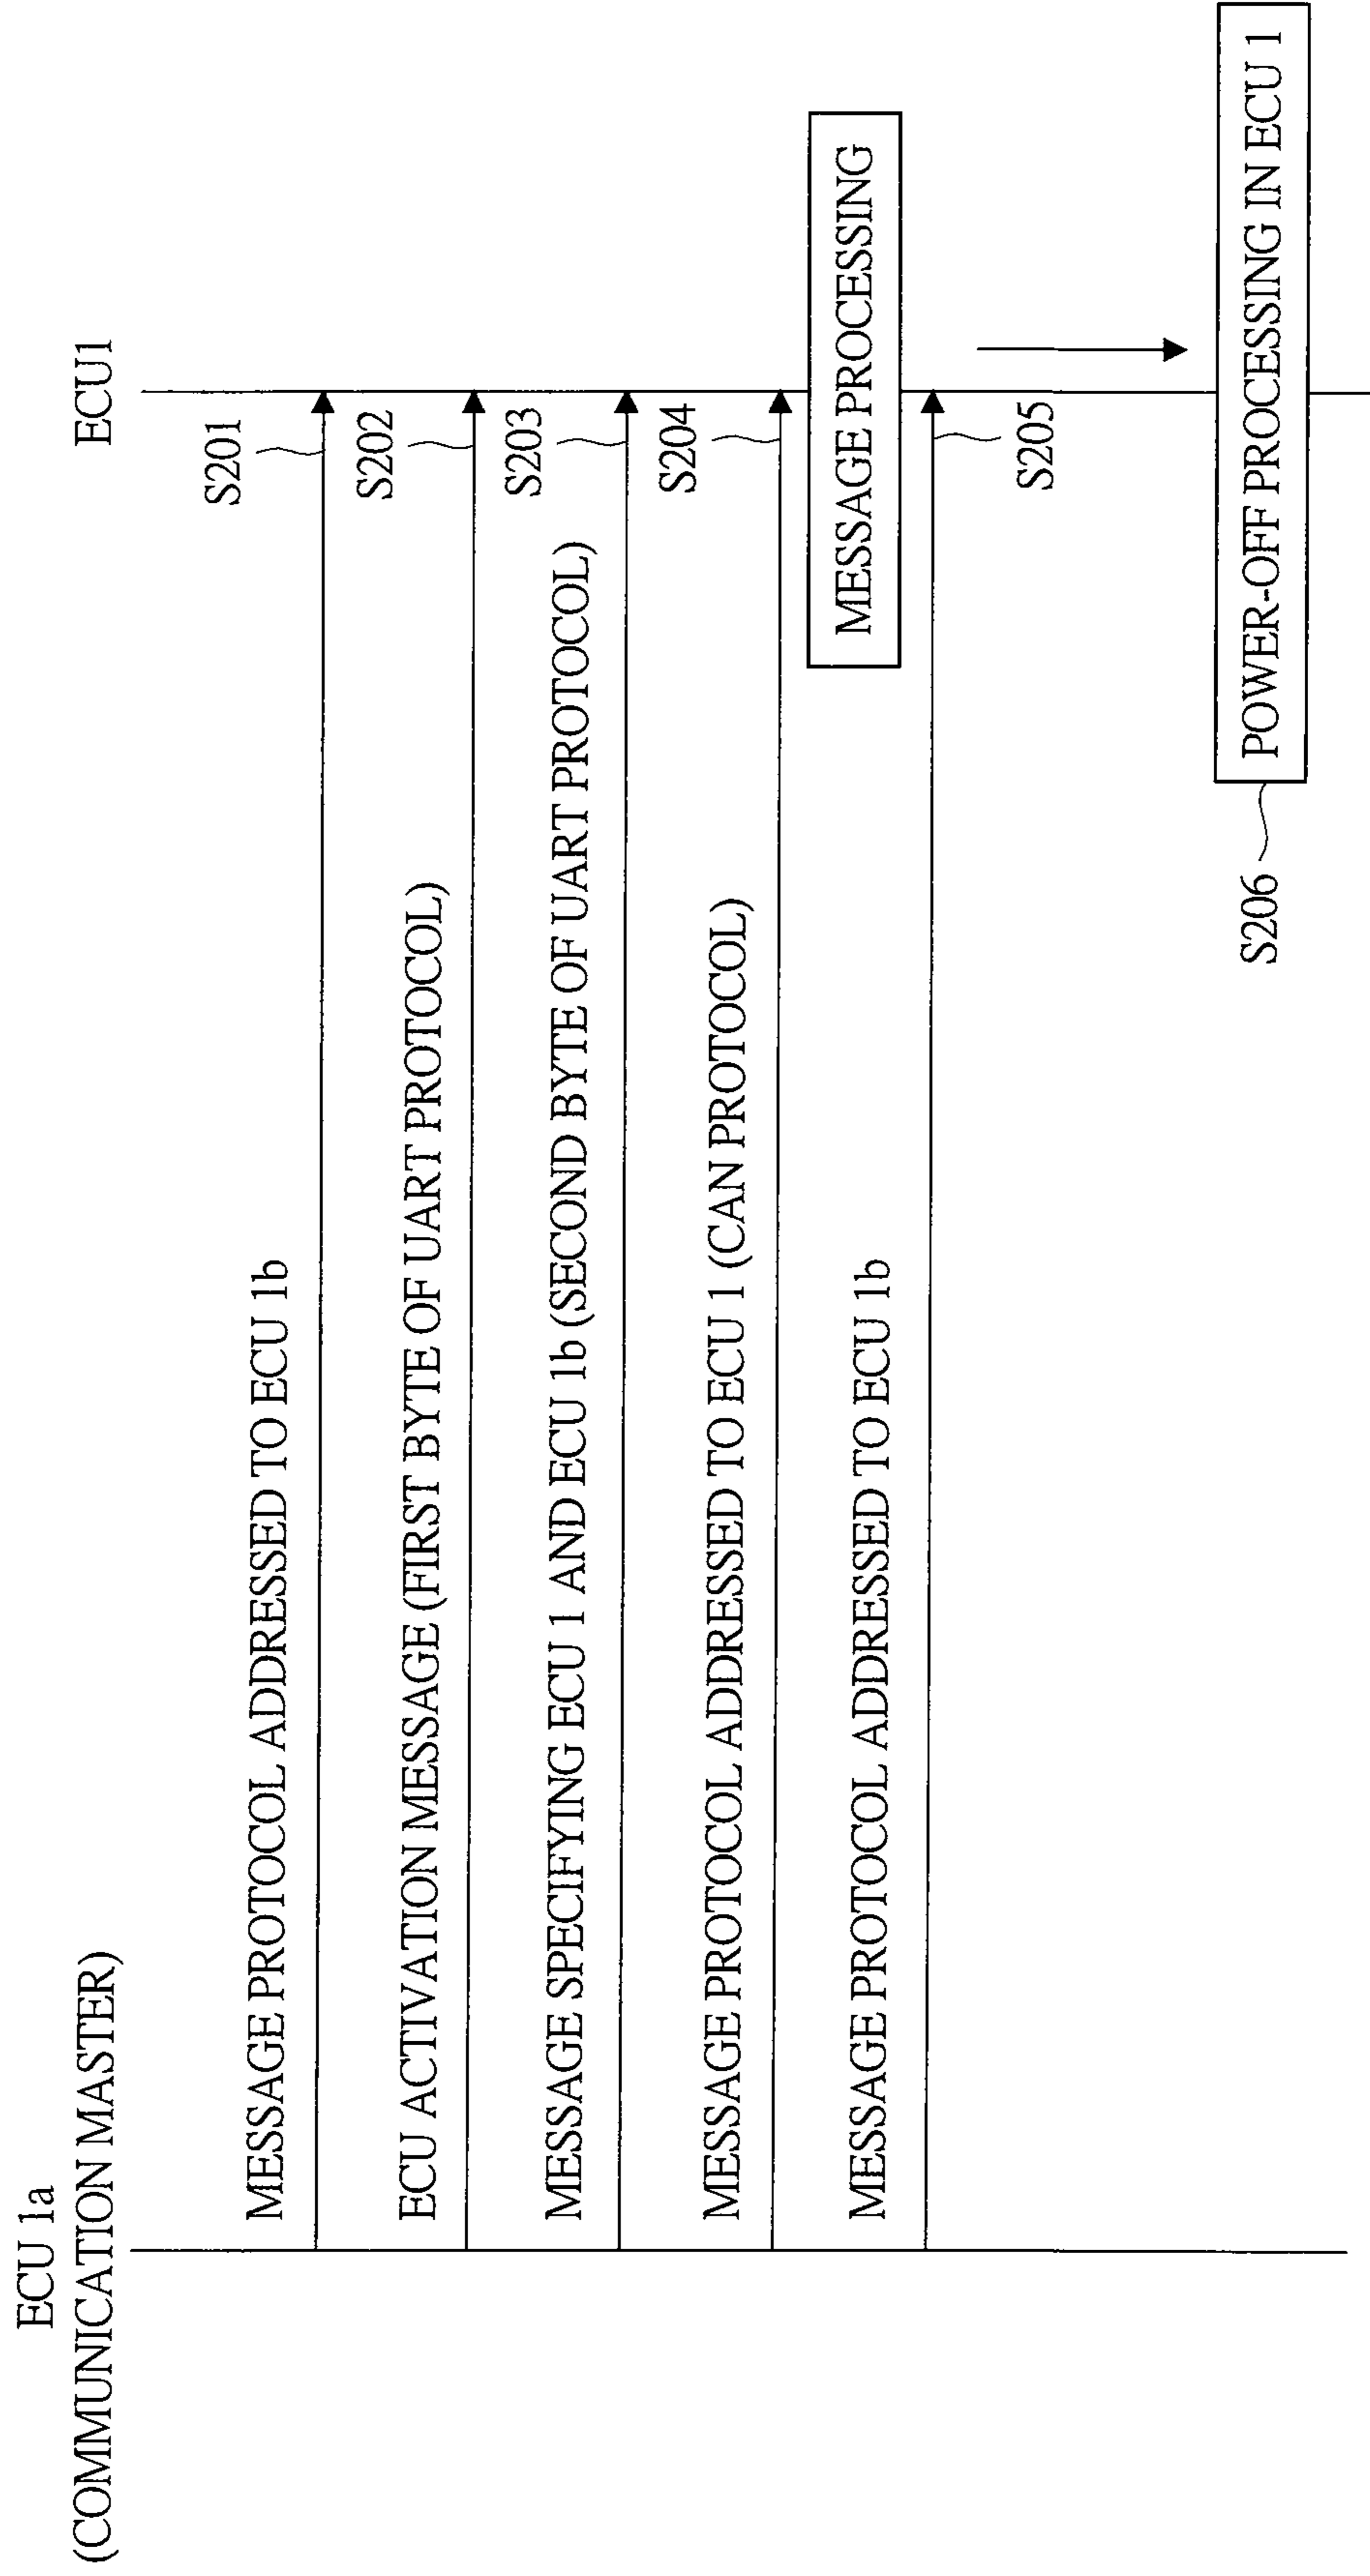 ECU 1a
(COMMUNICATION MASTER)
ECU1
MESSAGE PROTOCOL ADDRESSED TO ECU 1b
S201
ECU ACTIVATION MESSAGE (FIRST BYTE OF UART PROTOCOL)
S202
MESSAGE SPECIFYING ECU 1 AND ECU 1b (SECOND BYTE OF UART PROTOCOL)
S203
MESSAGE PROTOCOL ADDRESSED TO ECU 1 (CAN PROTOCOL)
S204
MESSAGE PROCESSING
MESSAGE PROTOCOL ADDRESSED TO ECU 1b
S205
S206
POWER-OFF PROCESSING IN ECU 1